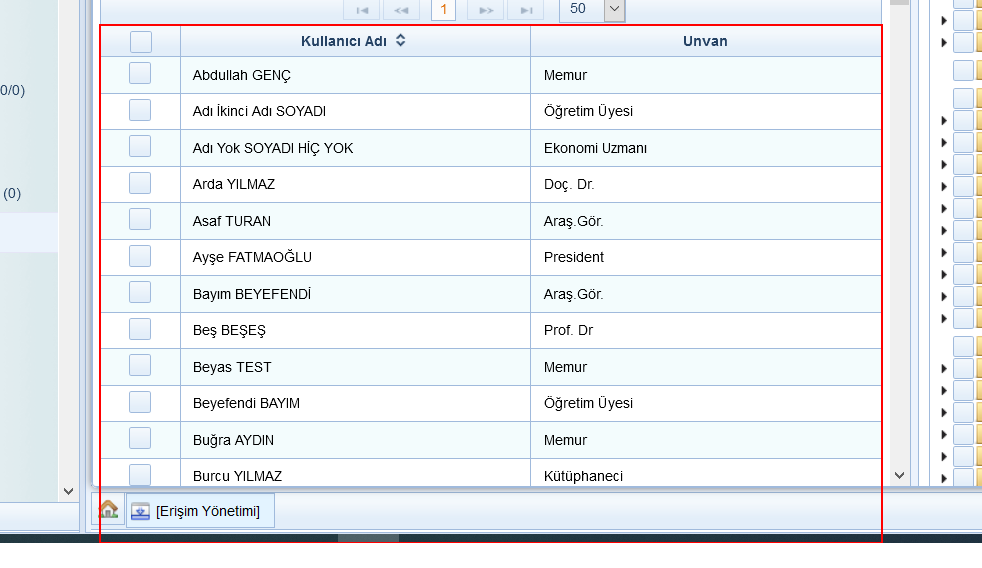 1 50
Kullanıcı Adı Unvan
0/0)
(0)
Abdullah GENÇ Memur
Adı İkinci Adı SOYADI Öğretim Üyesi
Adı Yok SOYADI HİÇ YOK Ekonomi Uzmanı
Arda YILMAZ Doç. Dr.
Asaf TURAN Araş.Gör.
Ayşe FATMAOĞLU President
Bayım BEYEFENDİ Araş.Gör.
Beş BEŞEŞ Prof. Dr
Beyas TEST Memur
Beyefendi BAYIM Öğretim Üyesi
Buğra AYDIN Memur
Burcu YILMAZ Kütüphaneci
[Erişim Yönetimi]